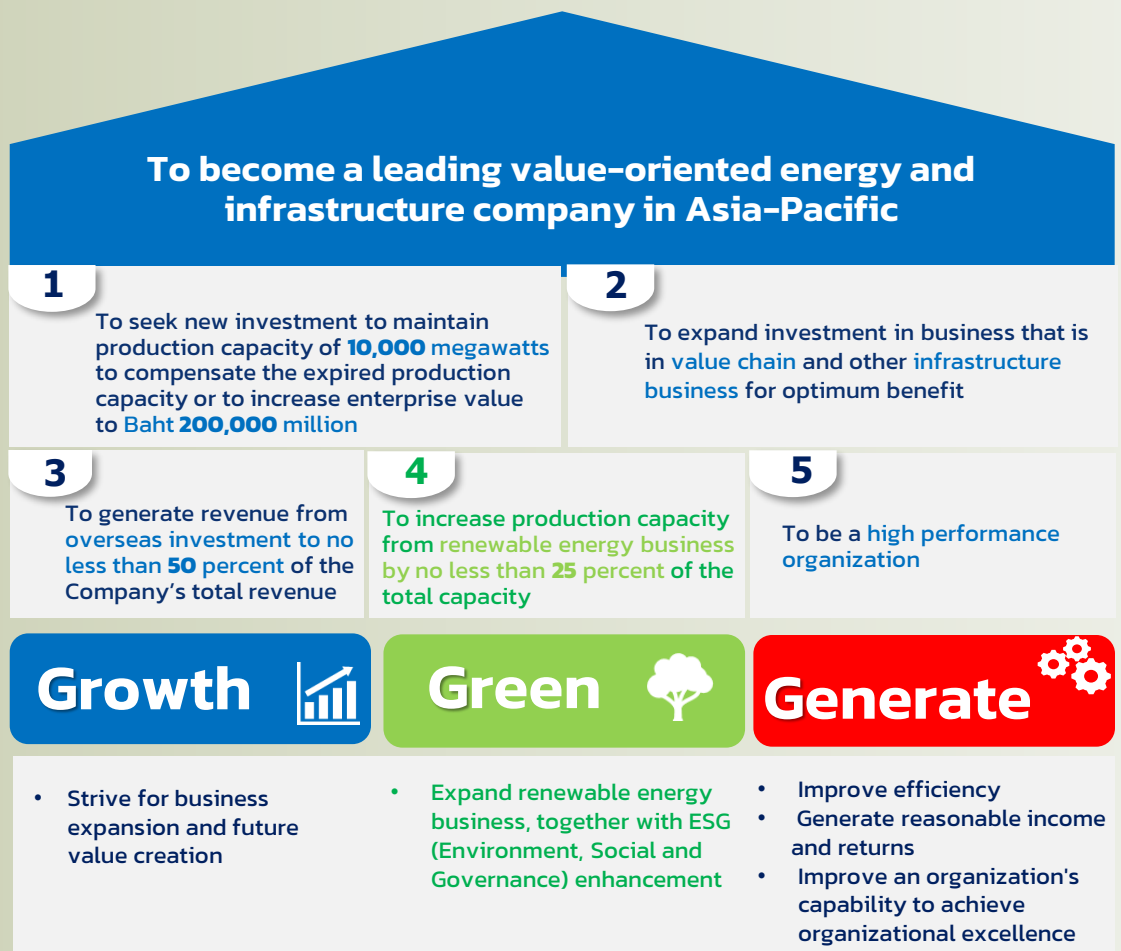 To become a leading value-oriented energy and
infrastructure company in Asia-Pacific
1
To seek new investment to maintain
production capacity of 10,000 megawatts
to compensate the expired production
capacity or to increase enterprise value
to Baht 200,000 million
2
To expand investment in business that is
in value chain and other infrastructure
business for optimum benefit
3
To generate revenue from
overseas investment to no
less than 50 percent of the
Company's total revenue
4
To increase production capacity
from renewable energy business
by no less than 25 percent of the
total capacity
5
To be a high performance
organization
Growth
Green
Generate
• Strive for business
expansion and future
value creation
• Expand renewable energy
business, together with ESG
(Environment, Social and
Governance) enhancement
• Improve efficiency
• Generate reasonable income
and returns
• Improve an organization's
capability to achieve
organizational excellence